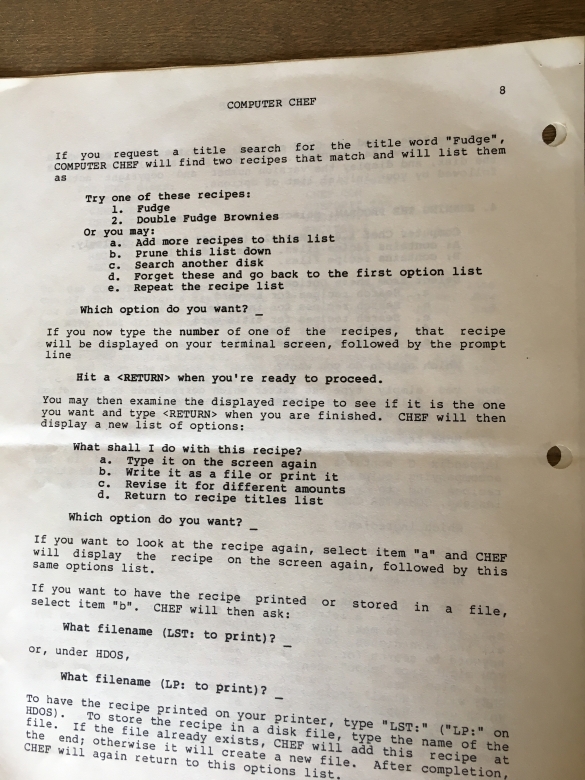 COMPUTER CHEF
8
If you request a title search for the title word "Fudge",
COMPUTER CHEF will find two recipes that match and will list them
as
Try one of these recipes:
1. Fudge
2. Double Fudge Brownies
Or you may:
a. Add more recipes to this list
b. Prune this list down
c. Search another disk
d. Forget these and go back to the first option list
e. Repeat the recipe list
Which option do you want? _
If you now type the number of one of the recipes, that recipe
will be displayed on your terminal screen, followed by the prompt
line
Hit a <RETURN> when you're ready to proceed.
You may then examine the displayed recipe to see if it is the one
you want and type <RETURN> when you are finished. CHEF will then
display a new list of options:
What shall I do with this recipe?
a. Type it on the screen again
b. Write it as a file or print it
c. Revise it for different amounts
d. Return to recipe titles list
Which option do you want? _
If you want to look at the recipe again, select item "a" and CHEF
will display the recipe on the screen again, followed by this
same options list.
If you want to have the recipe printed or stored in a file,
select item "b". CHEF will then ask:
What filename (LST: to print)? _
or, under HDOS,
What filename (LP: to print)? _
To have the recipe printed on your printer, type "LST:" ("LP:" on
HDOS). To store the recipe in a disk file, type the name of the
file. If the file already exists, CHEF will add this recipe at
the end; otherwise it will create a new file. After completion,
CHEF will again return to this options list.